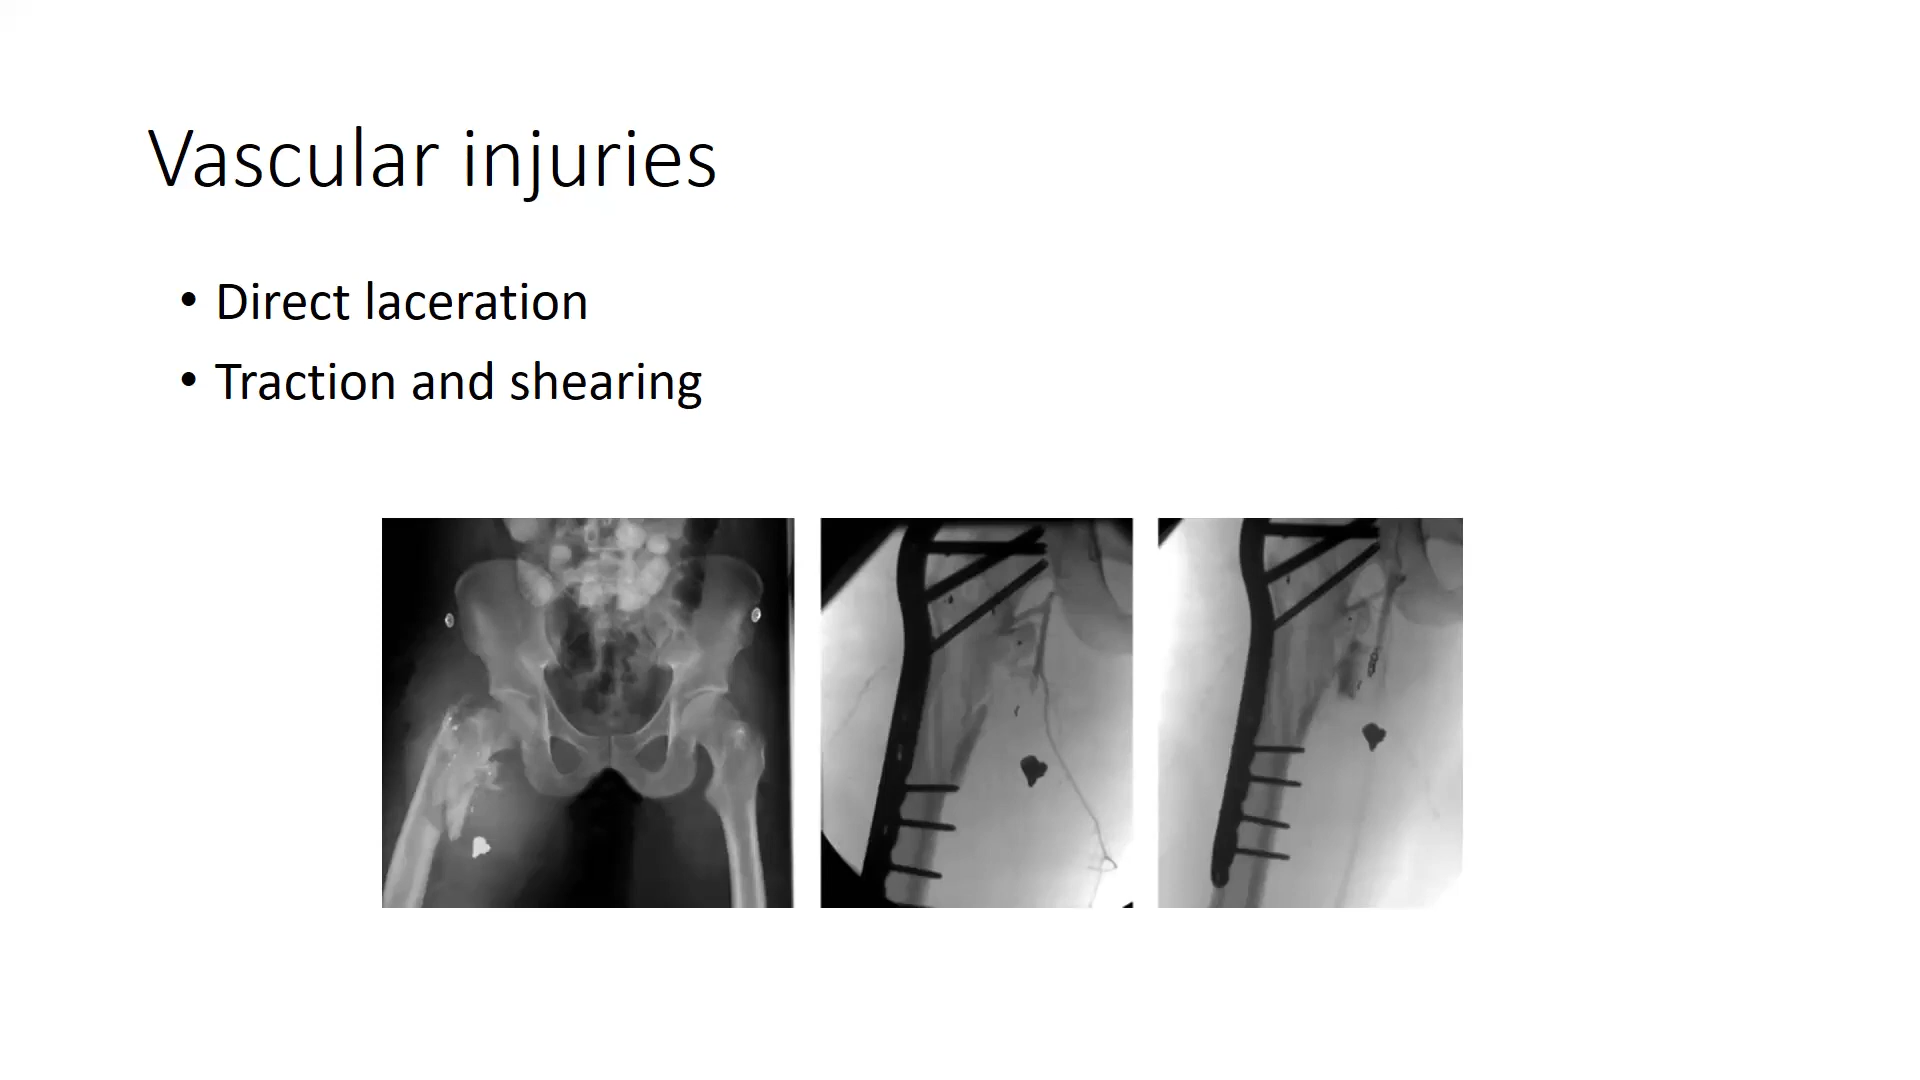 Vascular injuries
• Direct laceration
• Traction and shearing